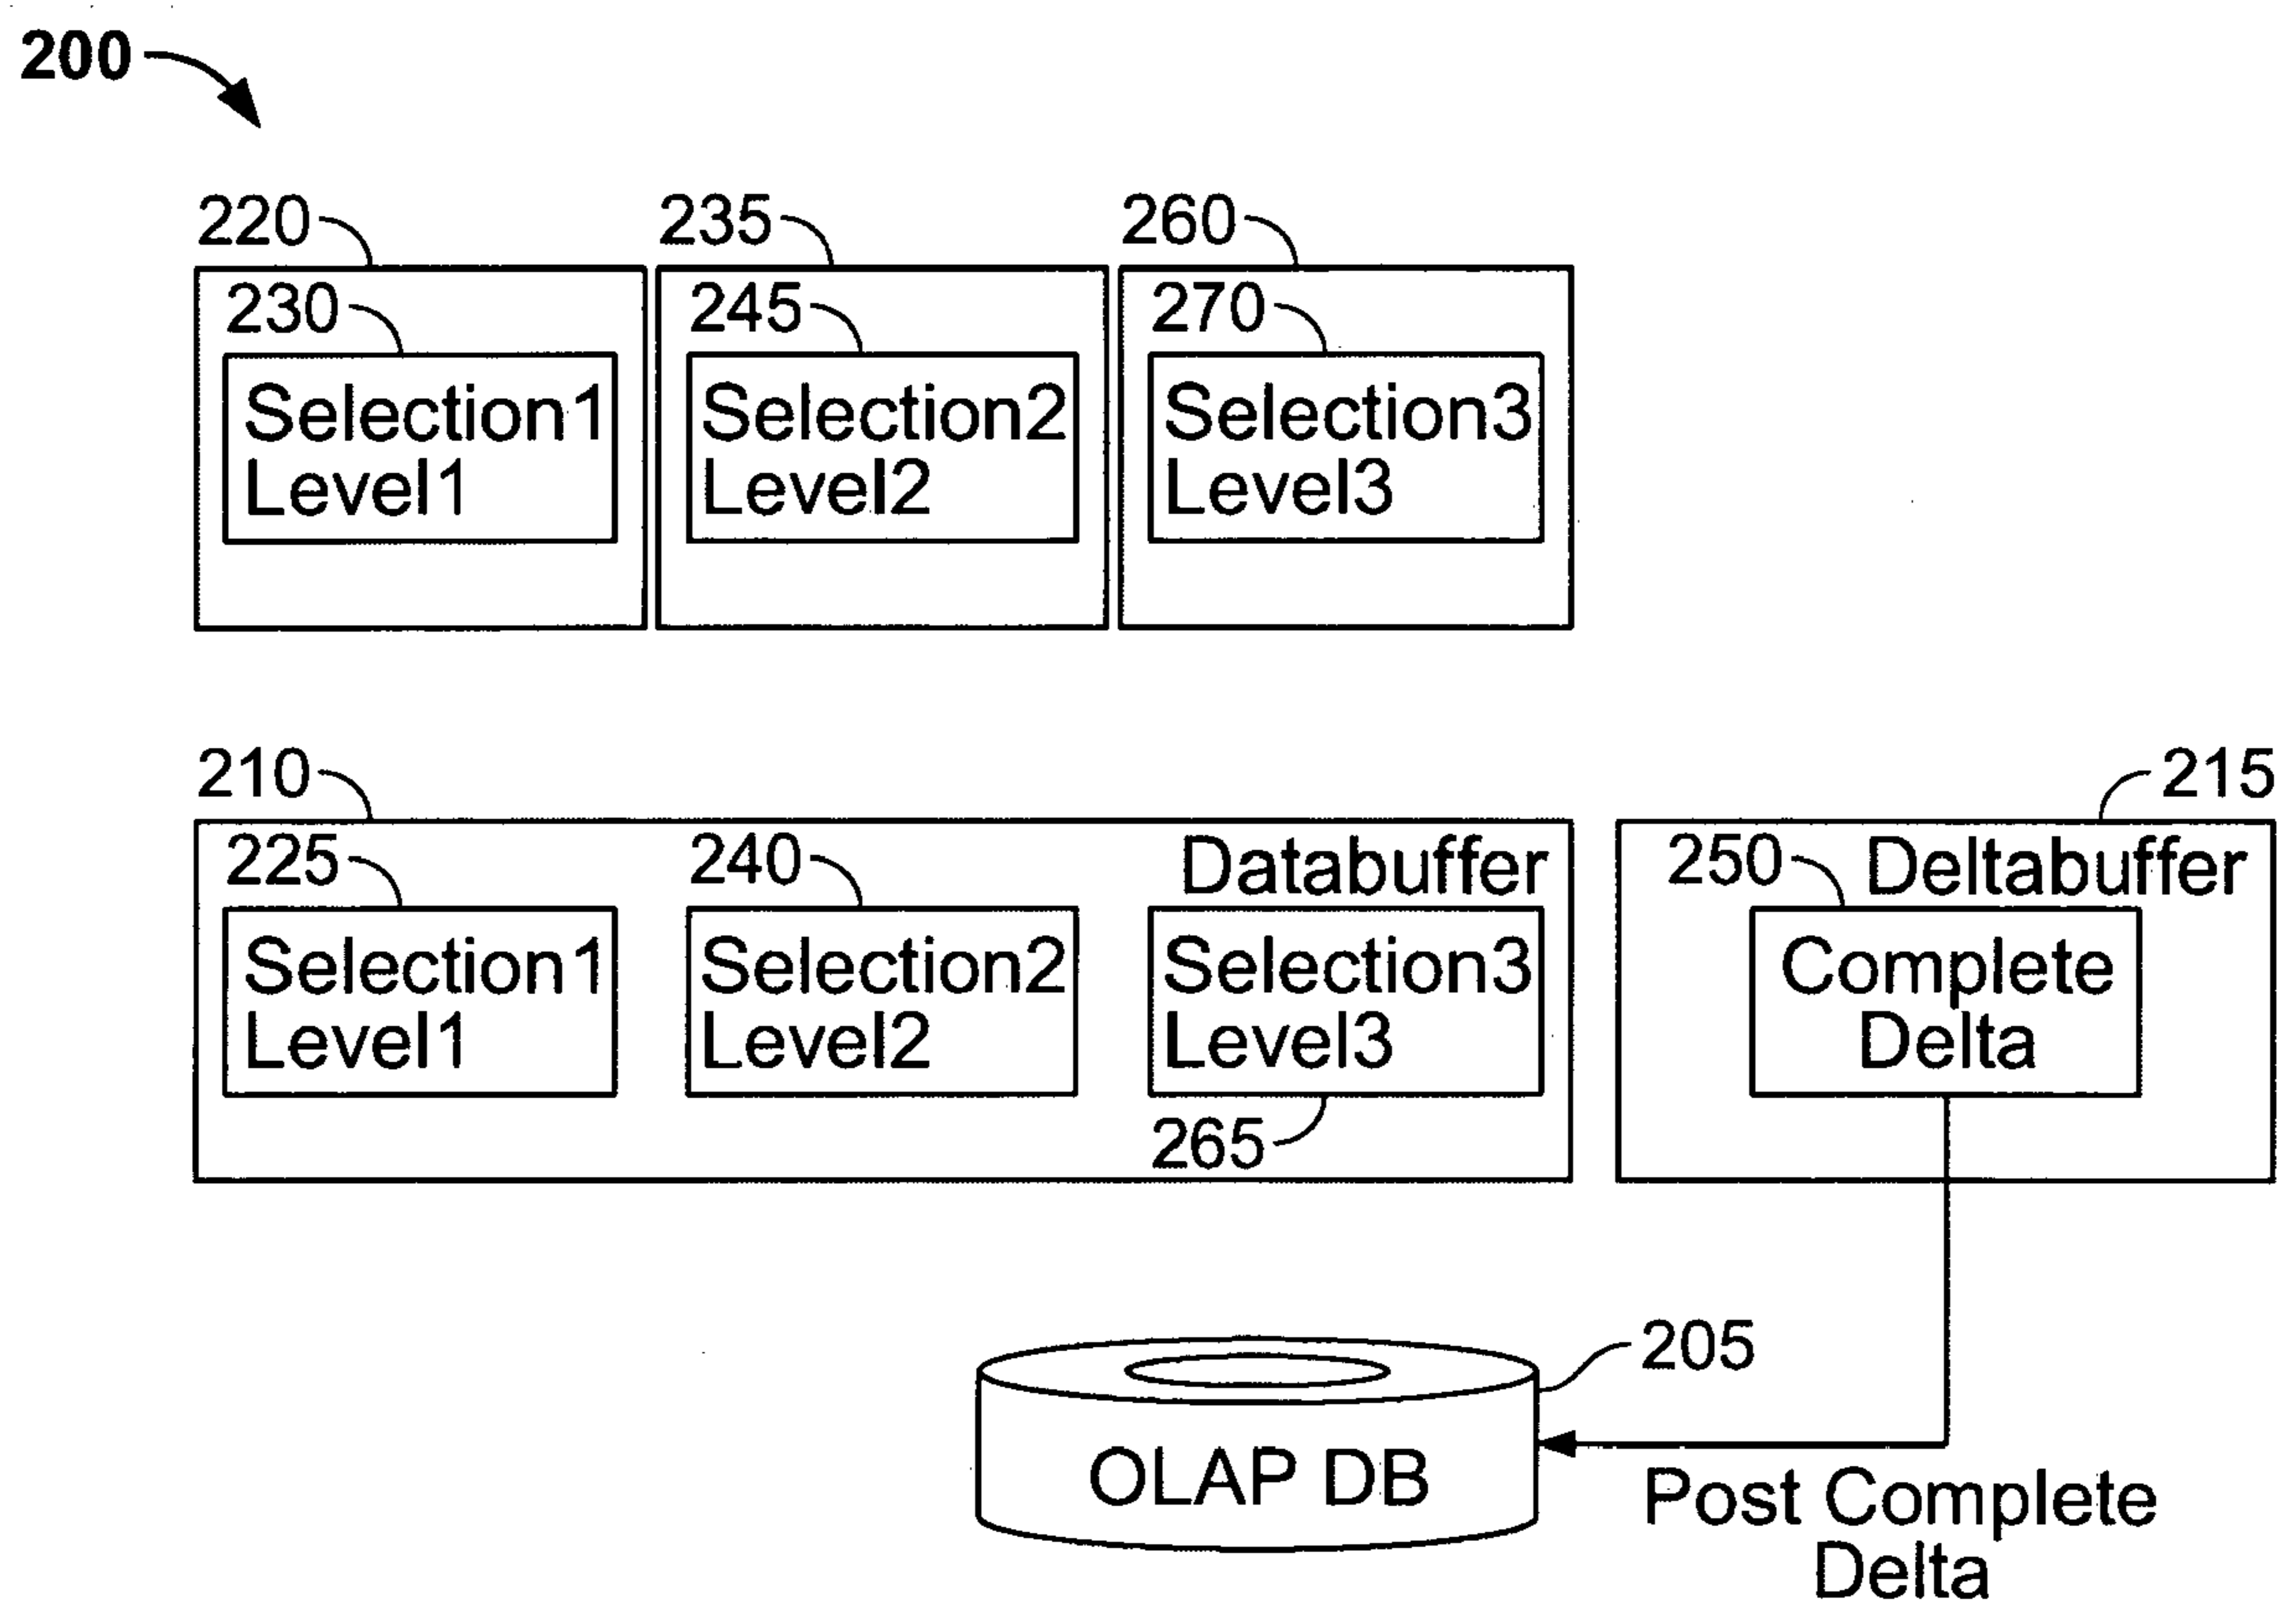 200
220
235
260
230
245
270
Selection1
Level1
Selection2
Level2
Selection3
Level3
210
215
225
240
Databuffer
250
Deltabuffer
Selection1
Level1
Selection2
Level2
Selection3
Level3
Complete
Delta
265
205
OLAP DB
Post Complete
Delta